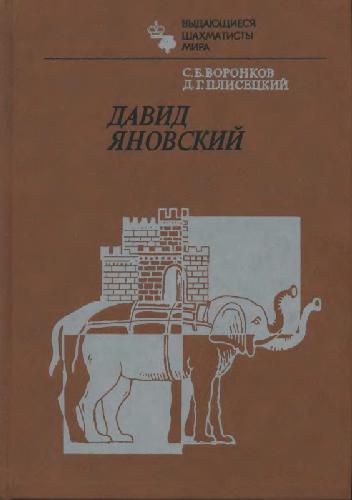 ВЫДАЮЩИЕСЯ
ШАХМАТИСТЫ
МИРА
С.Б.ВОРОНКОВ
Д.Г.ПЛИСЕЦКИЙ
ДАВИД
ЯНОВСКИЙ